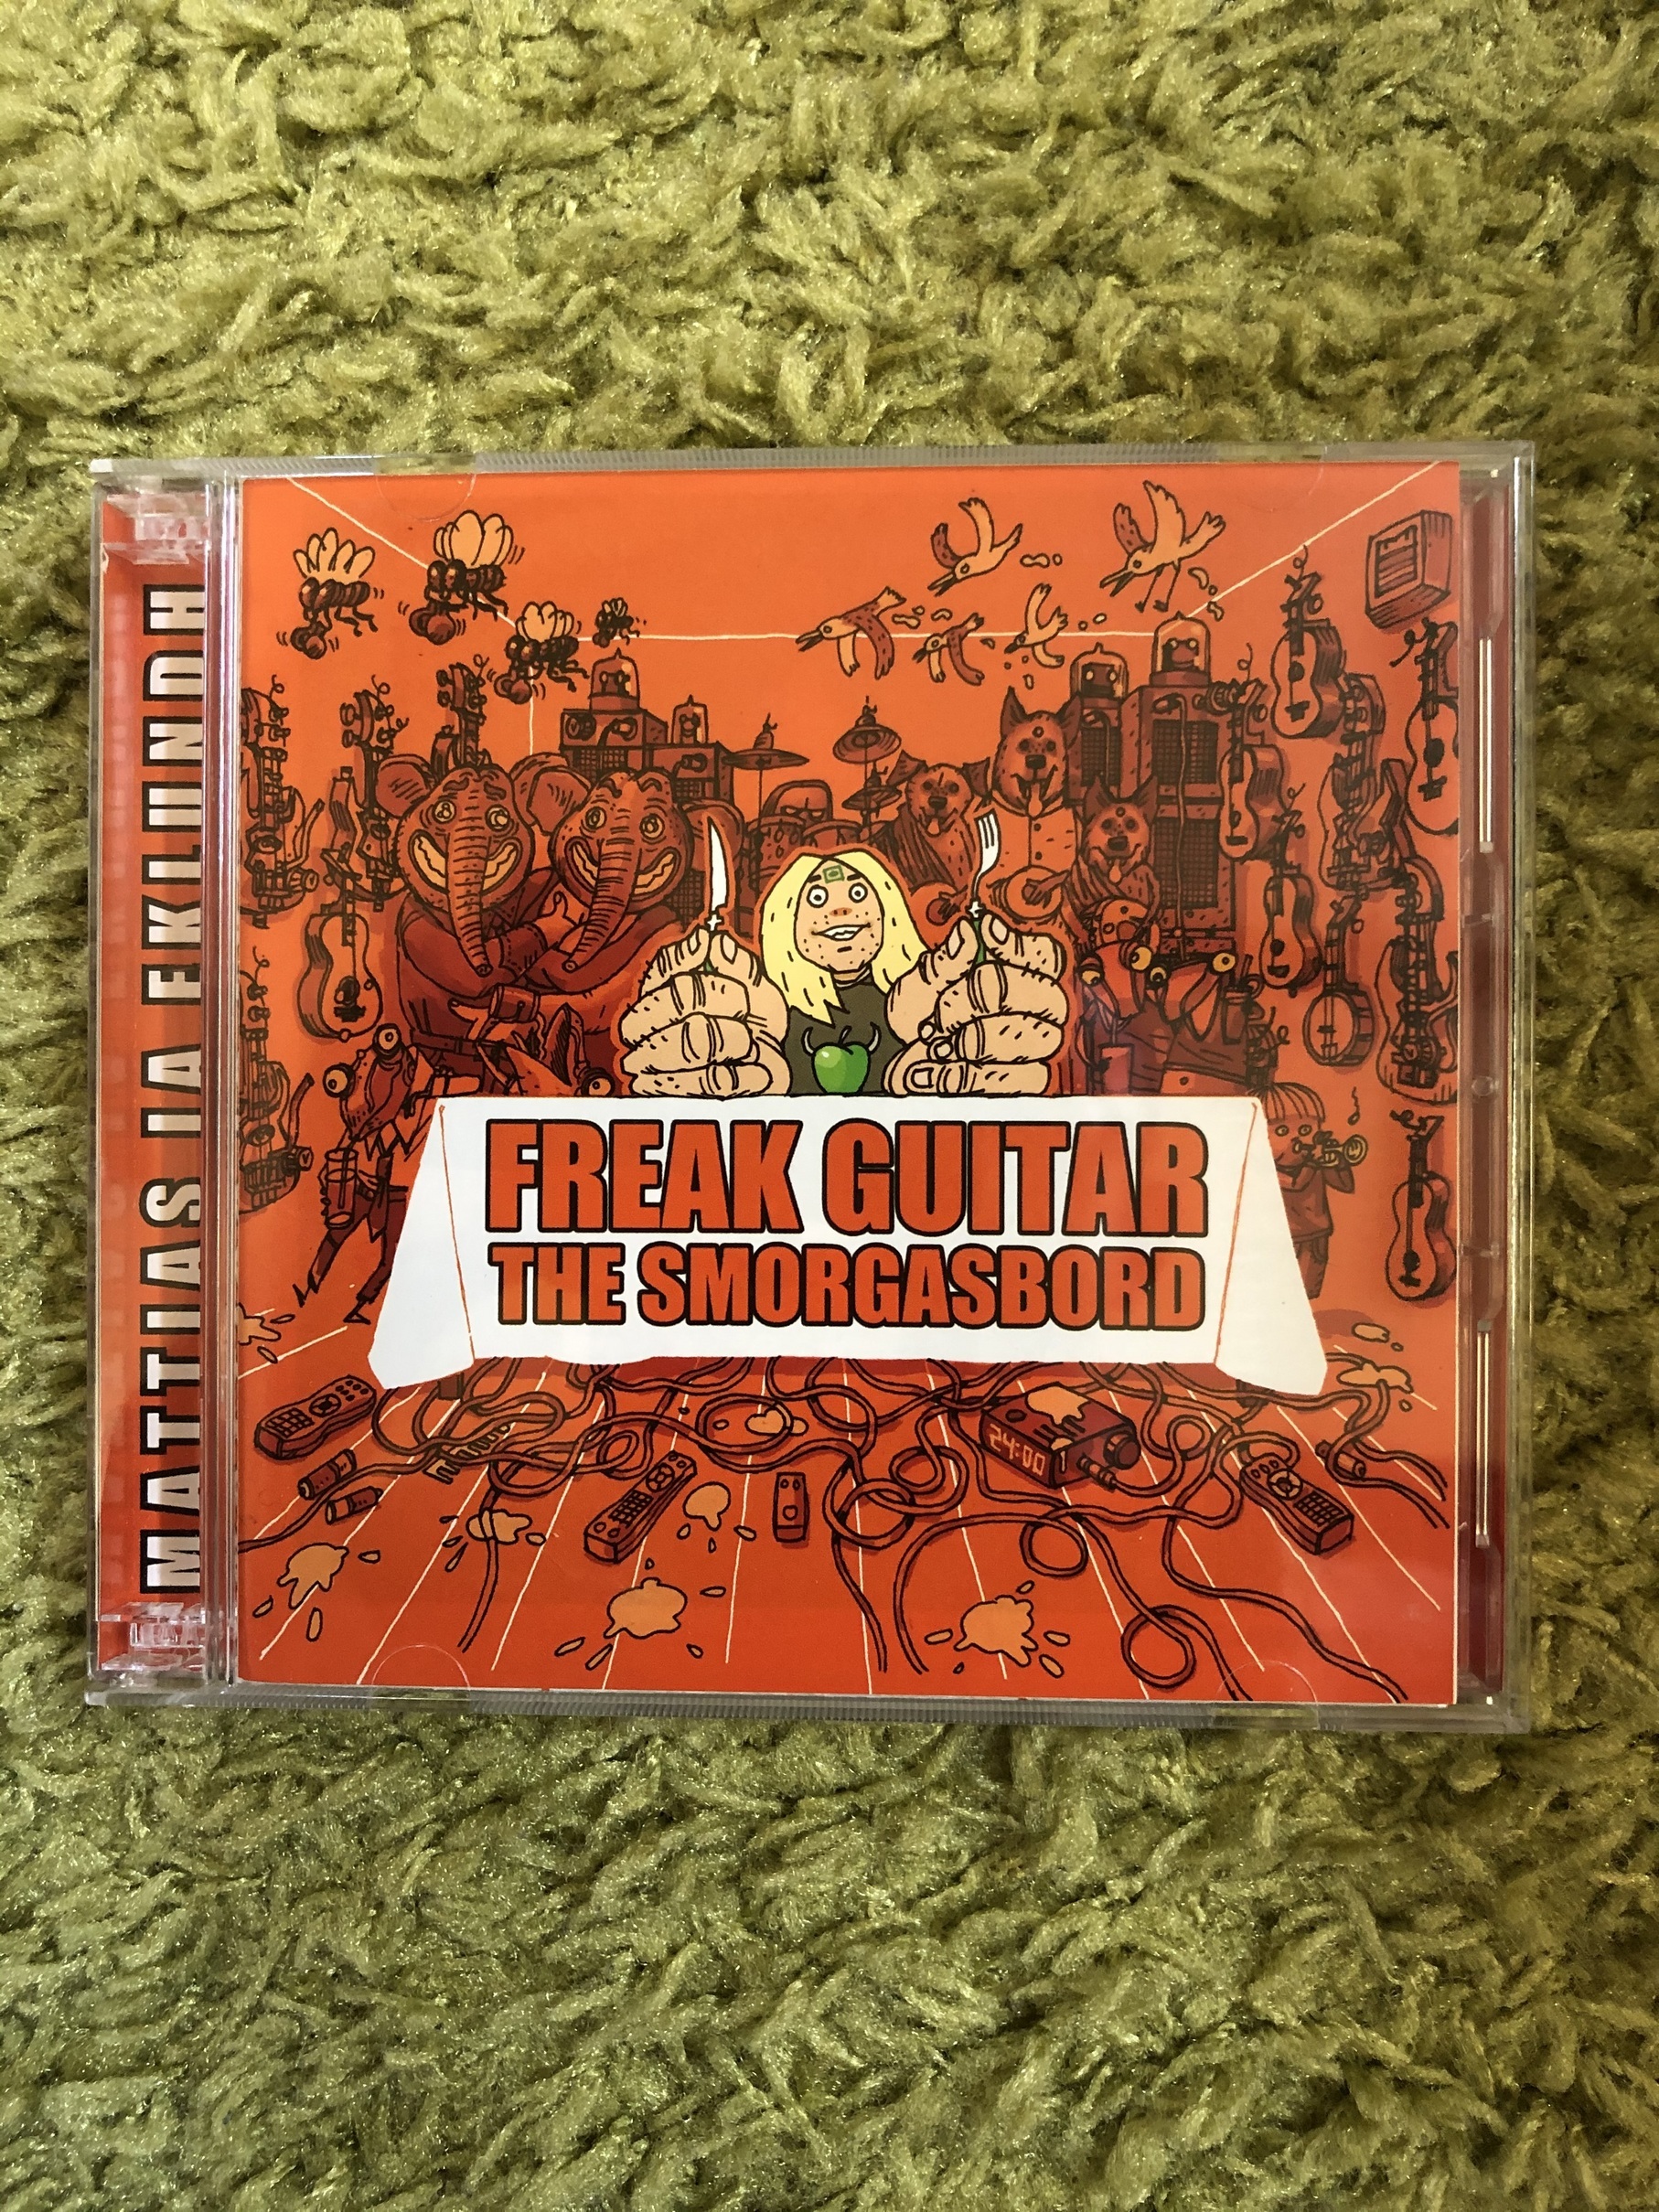 MATTIAS IA EKLUNDH
FREAK GUITAR
THE SMORGASBORD
24:00